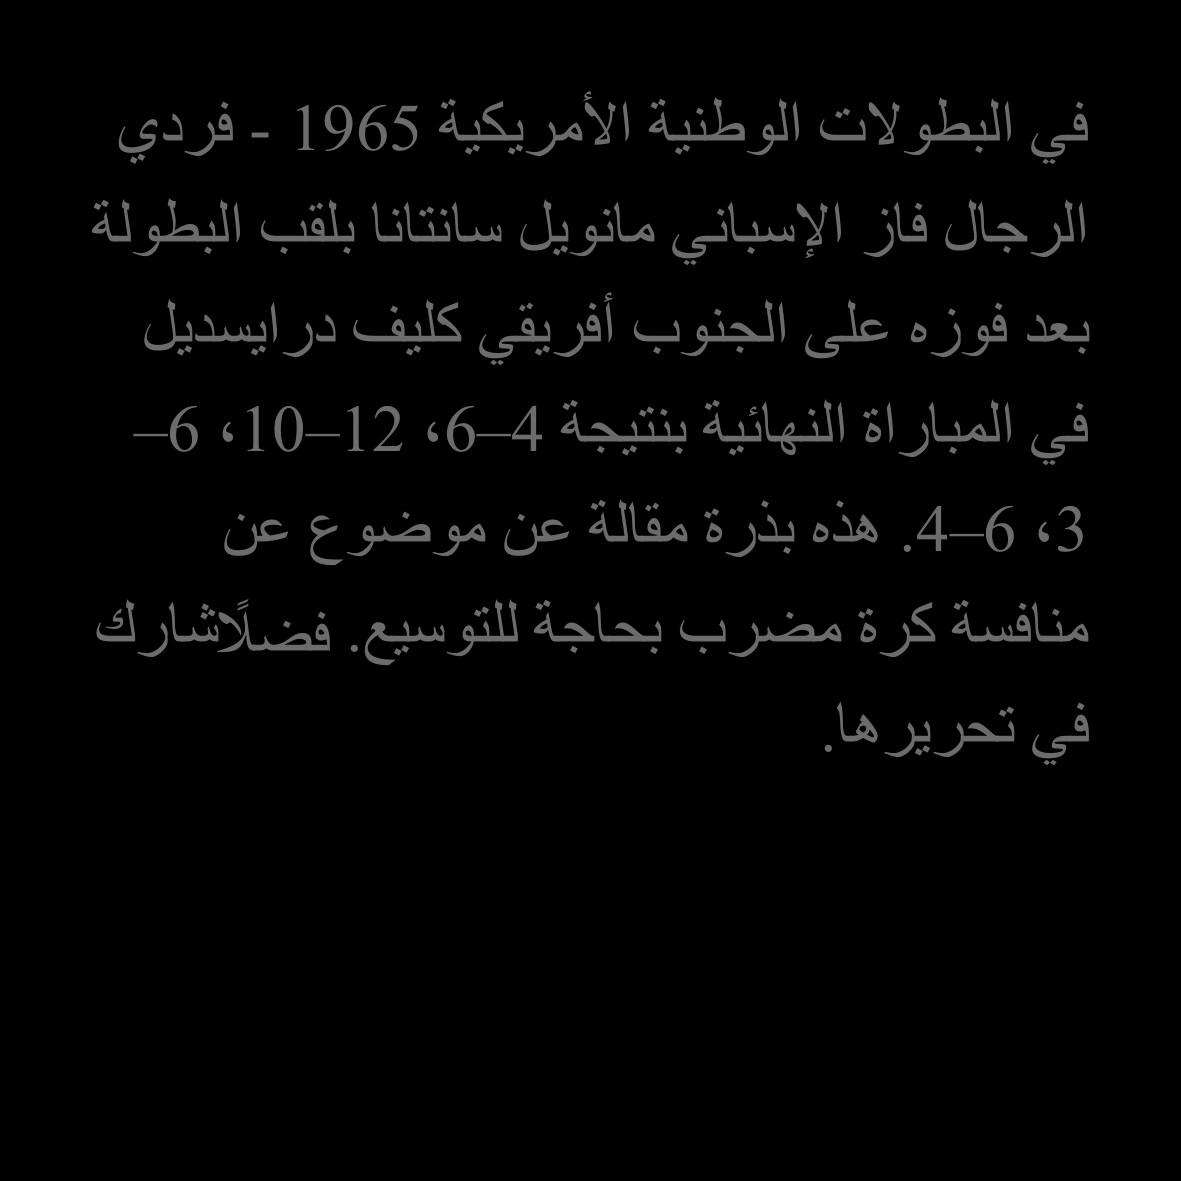 في البطولات الوطنية الأمريكية 1965 - فردي
الرجال فاز الإسباني مانويل سانتانا بلقب البطولة
بعد فوزه على الجنوب أفريقي كليف درايسديل
في المباراة النهائية بنتيجة 4–6، 12–10، 6–
3، 6–4. هذه بذرة مقالة عن موضوع عن
منافسة كرة مضرب بحاجة للتوسيع. فضلًاشارك
في تحريرها.